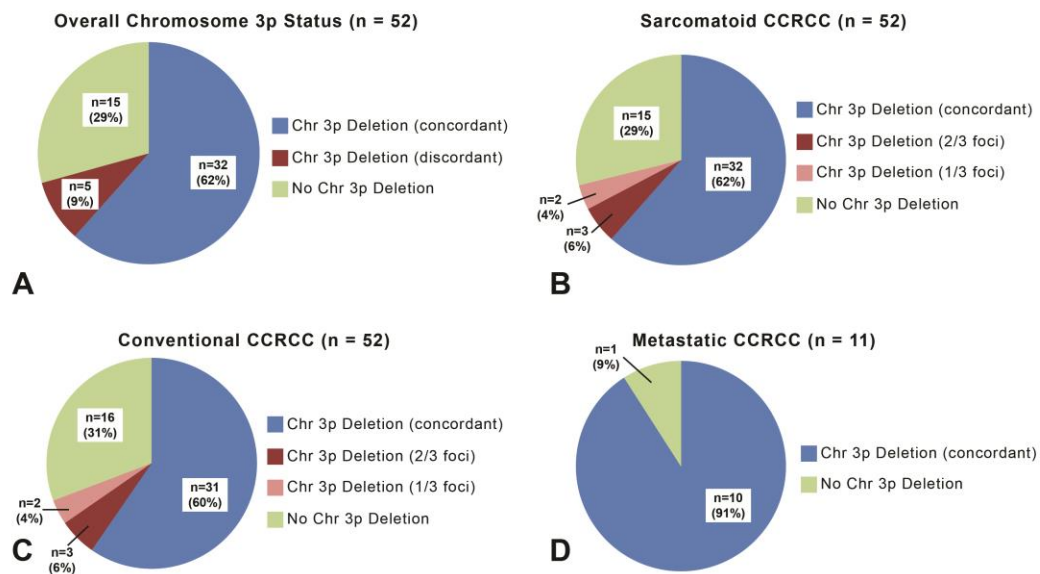 Overall Chromosome 3p Status (n = 52)
n=15
(29%)
n=5
(9%)
n=32
(62%)
Chr 3p Deletion (concordant)
Chr 3p Deletion (discordant)
No Chr 3p Deletion
A
Sarcomatoid CCRCC (n = 52)
n=15
(29%)
n=2
(4%)
n=3
(6%)
n=32
(62%)
Chr 3p Deletion (concordant)
Chr 3p Deletion (2/3 foci)
Chr 3p Deletion (1/3 foci)
No Chr 3p Deletion
B
Conventional CCRCC (n = 52)
n=16
(31%)
n=2
(4%)
n=3
(6%)
n=31
(60%)
Chr 3p Deletion (concordant)
Chr 3p Deletion (2/3 foci)
Chr 3p Deletion (1/3 foci)
No Chr 3p Deletion
C
Metastatic CCRCC (n = 11)
n=1
(9%)
n=10
(91%)
Chr 3p Deletion (concordant)
No Chr 3p Deletion
D